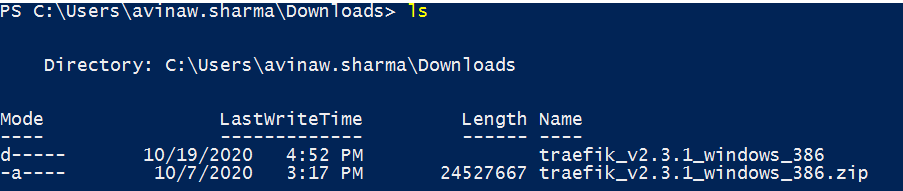 PS C:\Users\avinaw.sharma\Downloads> ls
Directory: C:\Users\avinaw.sharma\Downloads
Mode LastWriteTime Length Name
---- ------------- ------ ----
d----- 10/19/2020 4:52 PM traefik_v2.3.1_windows_386
-a---- 10/7/2020 3:17 PM 24527667 traefik_v2.3.1_windows_386.zip